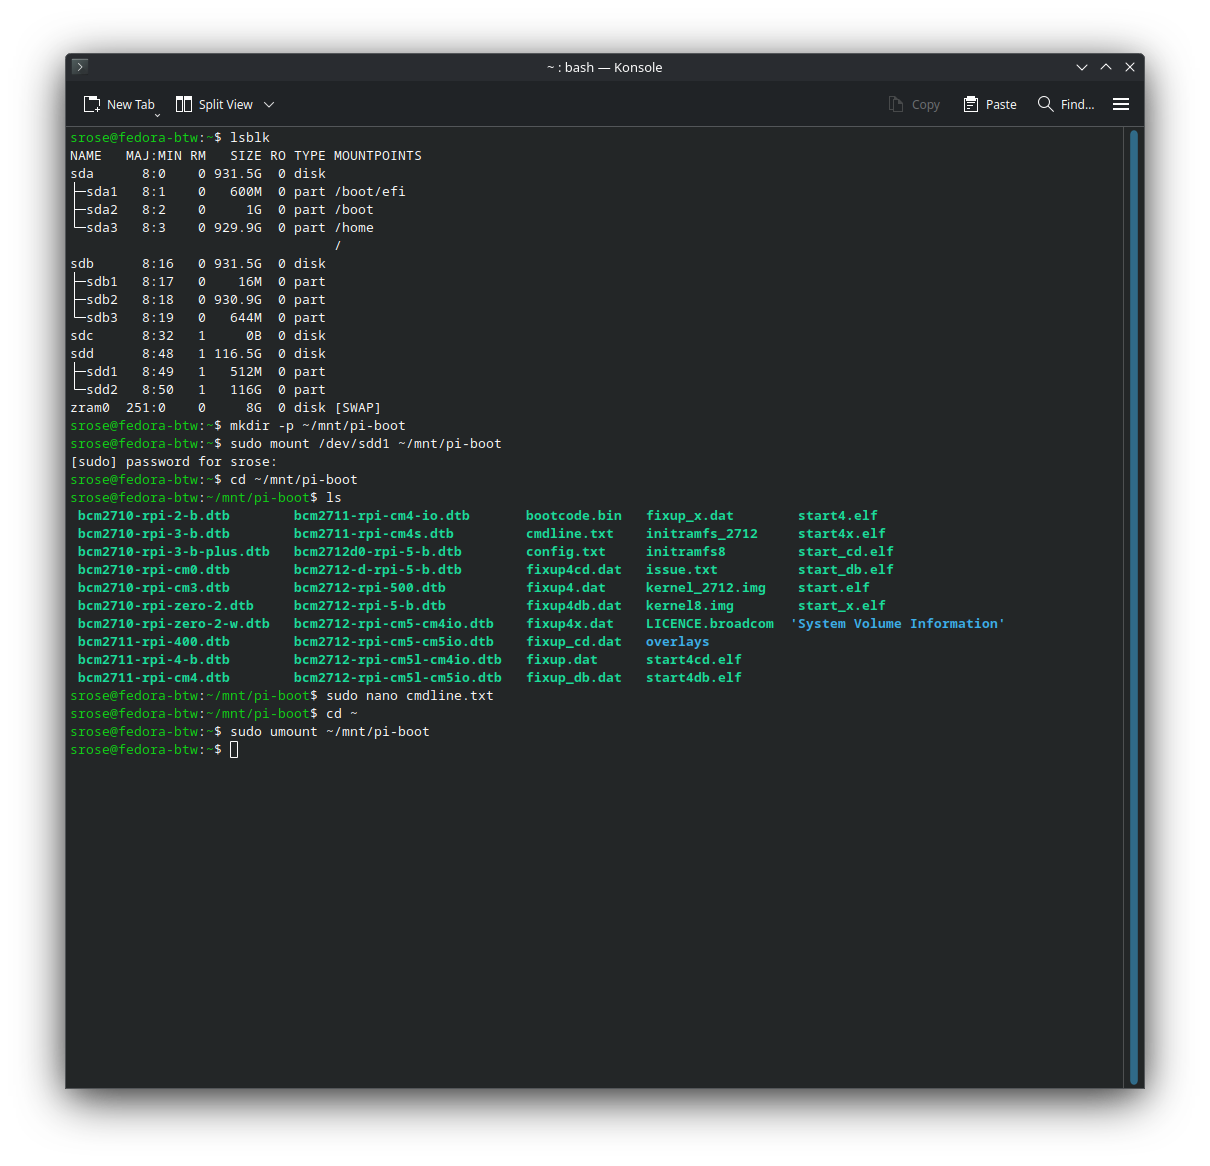 ~ : bash — Konsole
New Tab Split View Copy Paste Find...
srose@fedora-btw:~$ lsblk
NAME   MAJ:MIN RM   SIZE RO TYPE MOUNTPOINTS
sda      8:0    0 931.5G  0 disk
├─sda1   8:1    0   600M  0 part /boot/efi
├─sda2   8:2    0     1G  0 part /boot
└─sda3   8:3    0 929.9G  0 part /home
                                 /
sdb      8:16   0 931.5G  0 disk
├─sdb1   8:17   0    16M  0 part
├─sdb2   8:18   0 930.9G  0 part
└─sdb3   8:19   0   644M  0 part
sdc      8:32   1     0B  0 disk
sdd      8:48   1 116.5G  0 disk
├─sdd1   8:49   1   512M  0 part
└─sdd2   8:50   1   116G  0 part
zram0  251:0    0     8G  0 disk [SWAP]
srose@fedora-btw:~$ mkdir -p ~/mnt/pi-boot
srose@fedora-btw:~$ sudo mount /dev/sdd1 ~/mnt/pi-boot
[sudo] password for srose:
srose@fedora-btw:~$ cd ~/mnt/pi-boot
srose@fedora-btw:~/mnt/pi-boot$ ls
 bcm2710-rpi-2-b.dtb        bcm2711-rpi-cm4-io.dtb       bootcode.bin   fixup_x.dat        start4.elf
 bcm2710-rpi-3-b.dtb        bcm2711-rpi-cm4s.dtb         cmdline.txt    initramfs_2712     start4x.elf
 bcm2710-rpi-3-b-plus.dtb   bcm2712d0-rpi-5-b.dtb        config.txt     initramfs8         start_cd.elf
 bcm2710-rpi-cm0.dtb        bcm2712-d-rpi-5-b.dtb        fixup4cd.dat   issue.txt          start_db.elf
 bcm2710-rpi-cm3.dtb        bcm2712-rpi-500.dtb          fixup4.dat     kernel_2712.img    start.elf
 bcm2710-rpi-zero-2.dtb     bcm2712-rpi-5-b.dtb          fixup4db.dat   kernel8.img        start_x.elf
 bcm2710-rpi-zero-2-w.dtb   bcm2712-rpi-cm5-cm4io.dtb    fixup4x.dat    LICENCE.broadcom  'System Volume Information'
 bcm2711-rpi-400.dtb        bcm2712-rpi-cm5-cm5io.dtb    fixup_cd.dat   overlays
 bcm2711-rpi-4-b.dtb        bcm2712-rpi-cm5l-cm4io.dtb   fixup.dat      start4cd.elf
 bcm2711-rpi-cm4.dtb        bcm2712-rpi-cm5l-cm5io.dtb   fixup_db.dat   start4db.elf
srose@fedora-btw:~/mnt/pi-boot$ sudo nano cmdline.txt
srose@fedora-btw:~/mnt/pi-boot$ cd ~
srose@fedora-btw:~$ sudo umount ~/mnt/pi-boot
srose@fedora-btw:~$